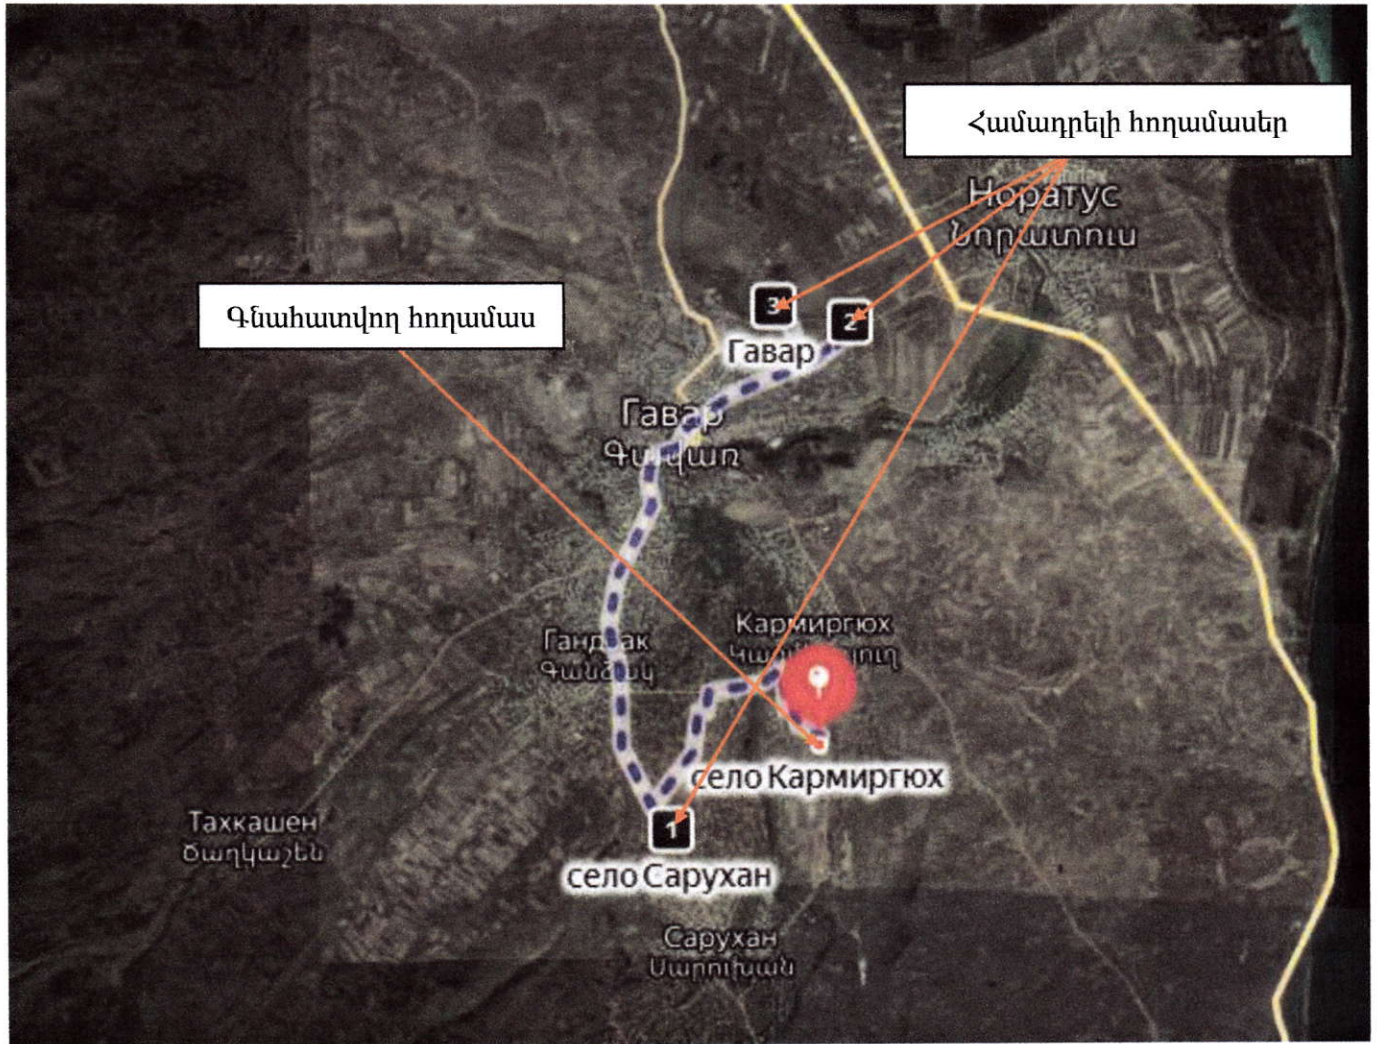 Համադրելի հողամասեր
Норатус
Նորատուս
Գնահատվող հողամաս
3
2
Гавар
Гавар
Գավառ
Кармиргюх
Гандзак
Գանձակ
село Кармиргюх
1
Тахкашен
Ծաղկաշեն
село Сарухан
Сарухан
Սարուխան